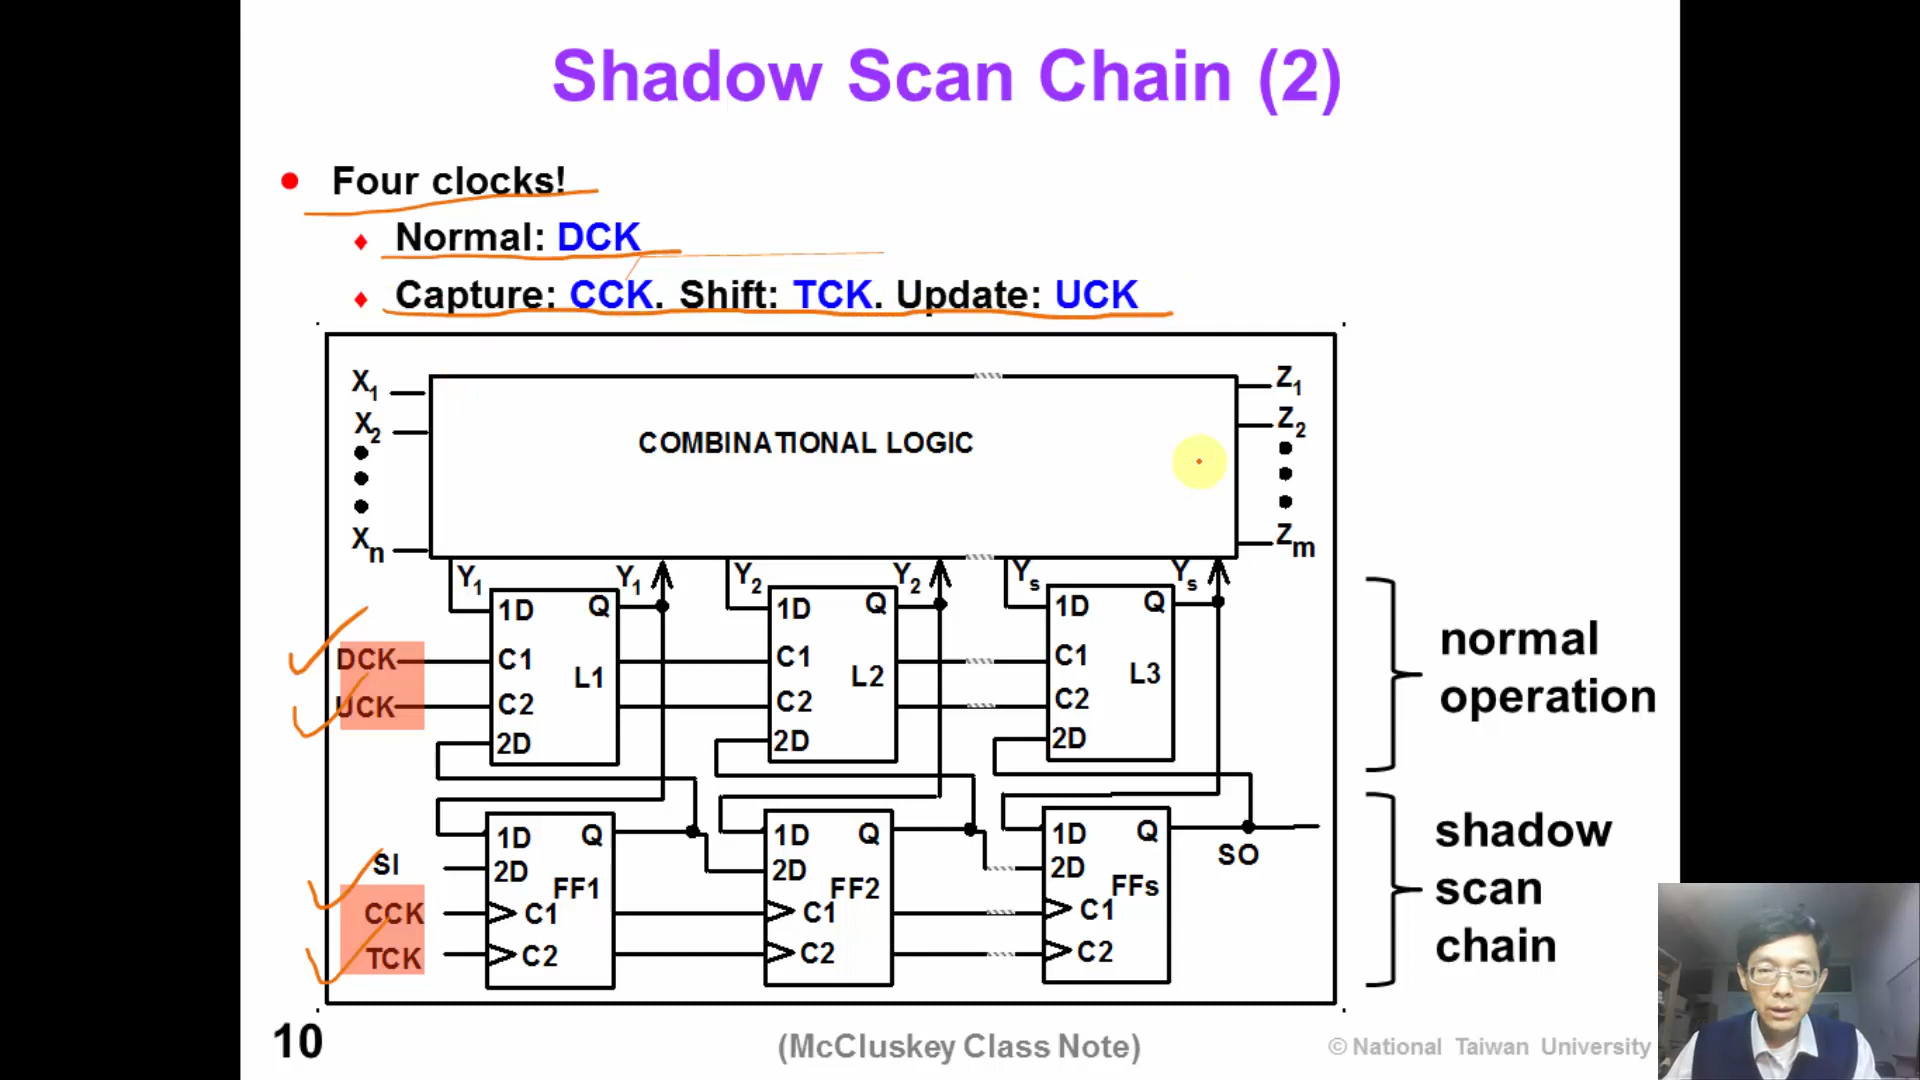 Shadow Scan Chain (2)
Four clocks!
Normal: DCK
Capture: CCK. Shift: TCK. Update: UCK
X1
X2
Xn
COMBINATIONAL LOGIC
Z1
Z2
Zm
Y1 Y1 Y2 Y2 Ys Ys
1D Q 1D Q 1D Q
DCK C1 L1 C1 L2 C1 L3
UCK C2 C2 C2
2D 2D 2D
normal
operation
1D Q 1D Q 1D Q
SI 2D FF1 2D FF2 2D FFs
SO
CCK C1 C1 C1
TCK C2 C2 C2
shadow
scan
chain
10
(McCluskey Class Note)
© National Taiwan University